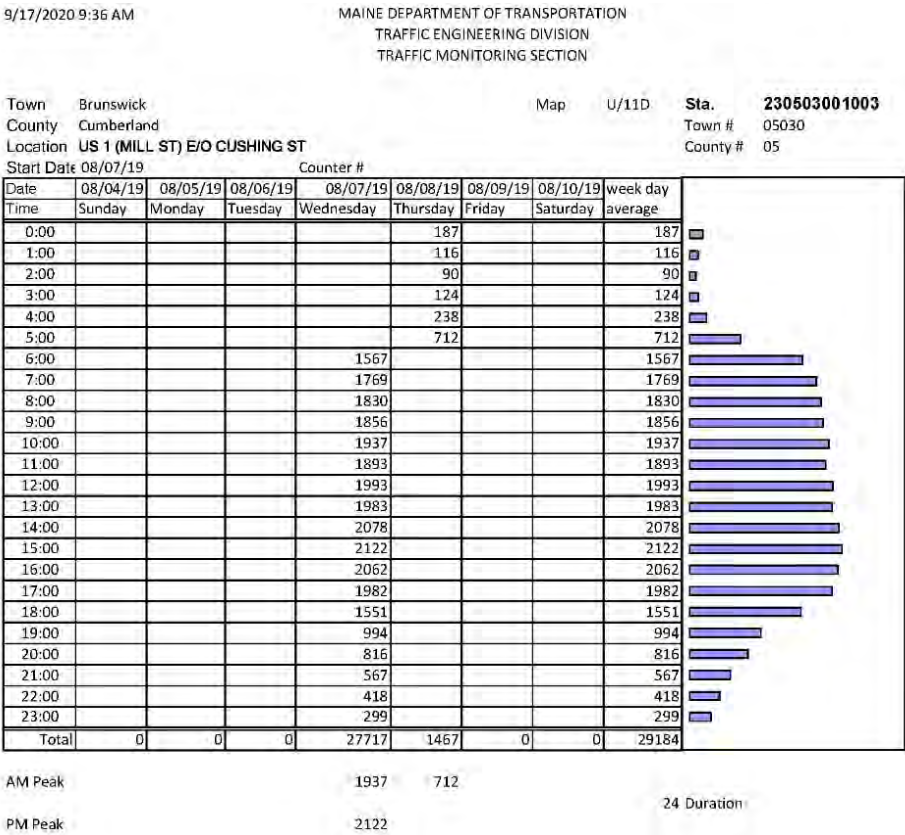 9/17/2020 9:36 AM MAINE DEPARTMENT OF TRANSPORTATION
TRAFFIC ENGINEERING DIVISION
TRAFFIC MONITORING SECTION
Town Brunswick Map U/11D Sta. 230503001003
County Cumberland Town # 05030
Location US 1 (MILL ST) E/O CUSHING ST County # 05
Start Date 08/07/19 Counter #
Date 08/04/19 08/05/19 08/06/19 08/07/19 08/08/19 08/09/19 08/10/19 week day
Time Sunday Monday Tuesday Wednesday Thursday Friday Saturday average
0:00 187 187
1:00 116 116
2:00 90 90
3:00 124 124
4:00 238 238
5:00 712 712
6:00 1567 1567
7:00 1769 1769
8:00 1830 1830
9:00 1856 1856
10:00 1937 1937
11:00 1893 1893
12:00 1993 1993
13:00 1983 1983
14:00 2078 2078
15:00 2122 2122
16:00 2062 2062
17:00 1982 1982
18:00 1551 1551
19:00 994 994
20:00 816 816
21:00 567 567
22:00 418 418
23:00 299 299
Total 0 0 0 27717 1467 0 0 29184
AM Peak 1937 712
24 Duration
PM Peak 2122